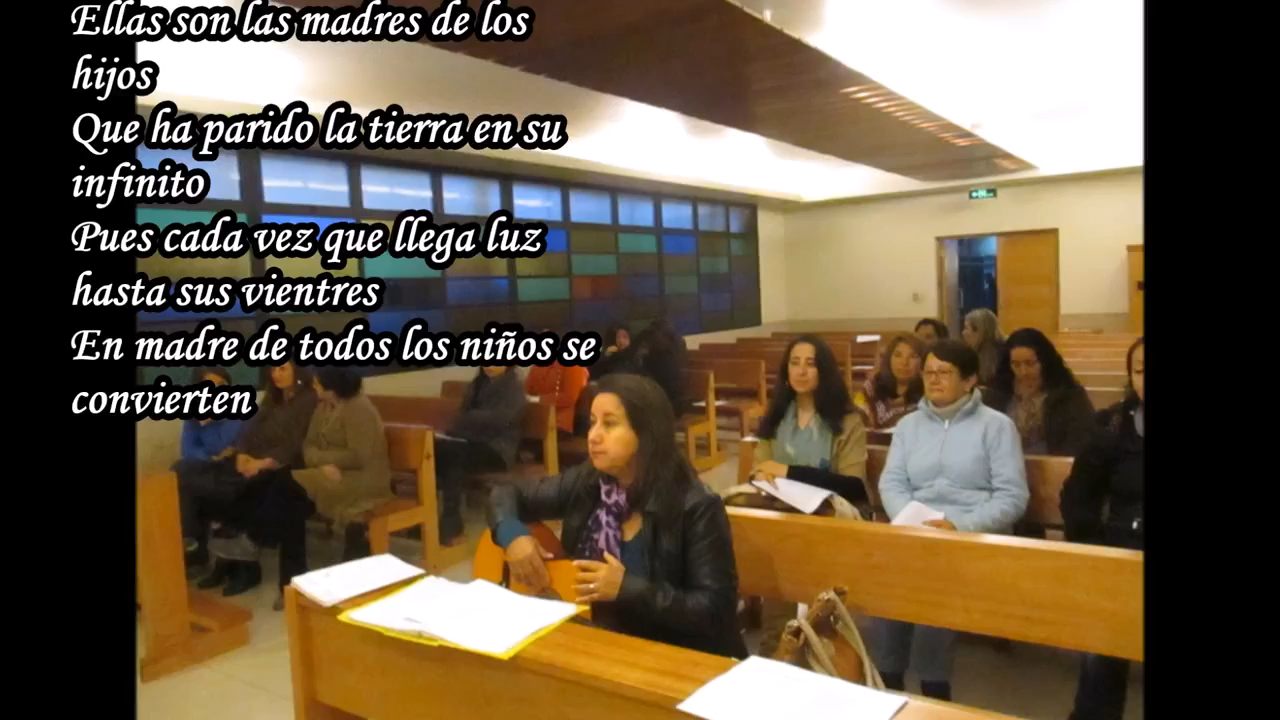 Ellas son las madres de los
hijos
Que ha parido la tierra en su
infinito
Pues cada vez que llega luz
hasta sus vientres
En madre de todos los niños se
convierten